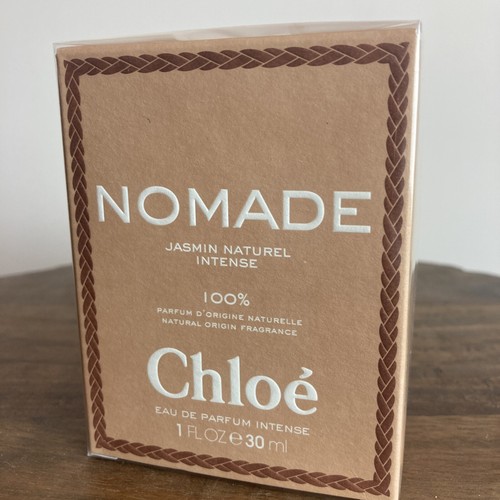 NOMADE
JASMIN NATUREL
INTENSE
100%
PARFUM D'ORIGINE NATURELLE
NATURAL ORIGIN FRAGRANCE
Chloé
EAU DE PARFUM INTENSE
1 FL OZ ℮ 30 ml